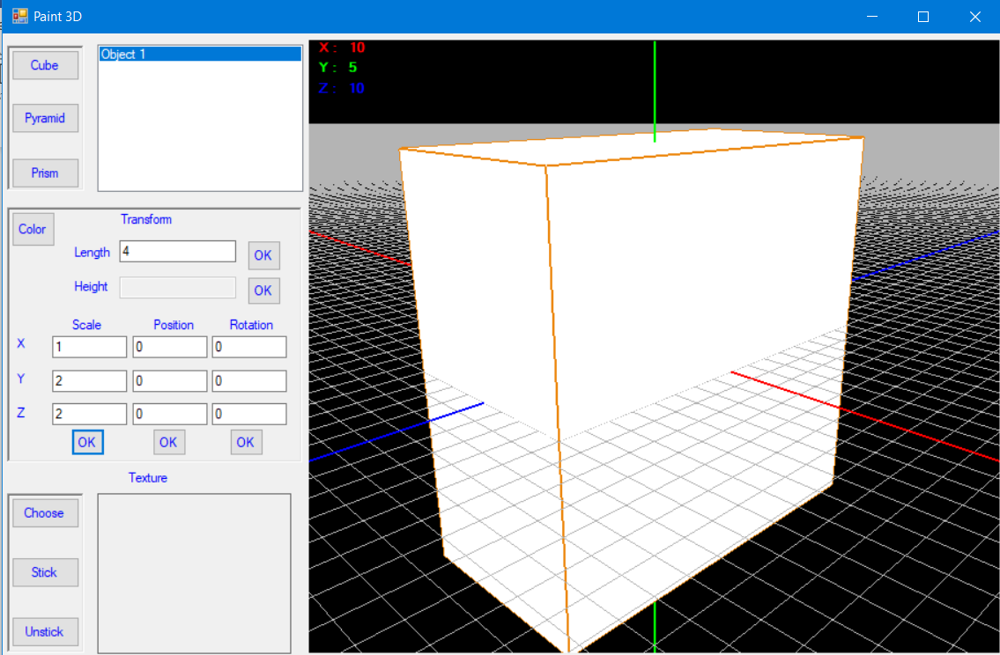 Paint 3D
Cube
Pyramid
Prism
Object 1
X : 10
Y : 5
Z : 10
Color
Transform
Length 4 OK
Height OK
Scale Position Rotation
X 1 0 0
Y 2 0 0
Z 2 0 0
OK OK OK
Texture
Choose
Stick
Unstick